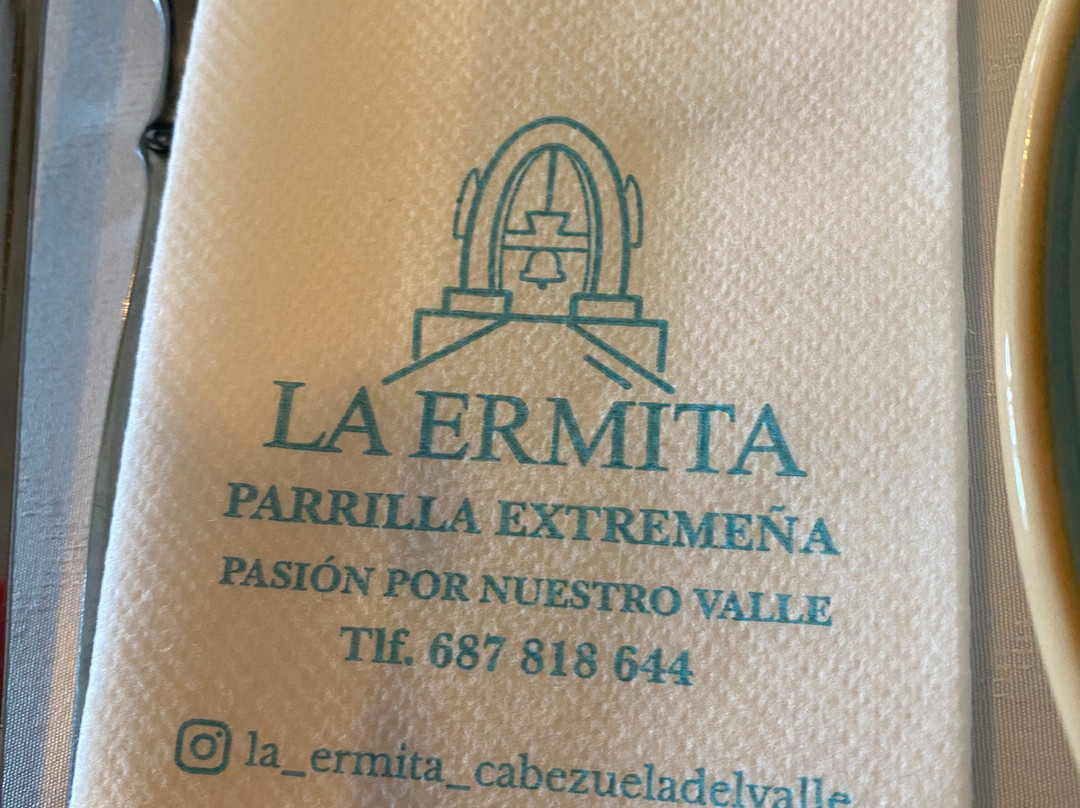 LA ERMITA
PARRILLA EXTREMEÑA
PASIÓN POR NUESTRO VALLE
Tlf. 687 818 644
la_ermita_cabezueladelvalle